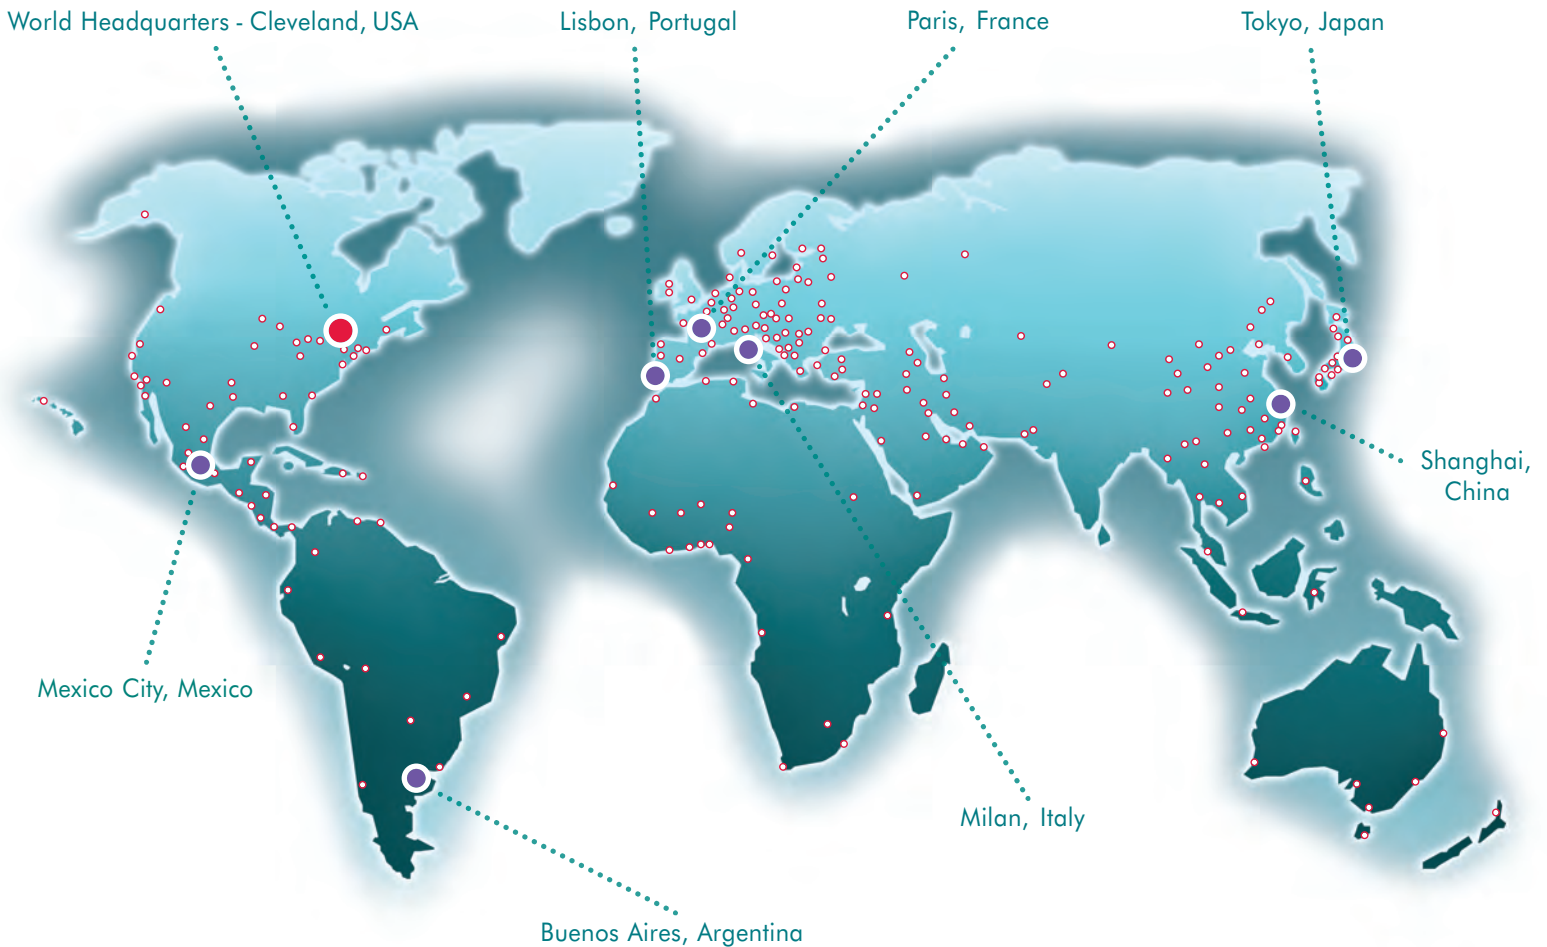 World Headquarters - Cleveland, USA
Lisbon, Portugal
Paris, France
Tokyo, Japan
Shanghai,
China
Mexico City, Mexico
Milan, Italy
Buenos Aires, Argentina